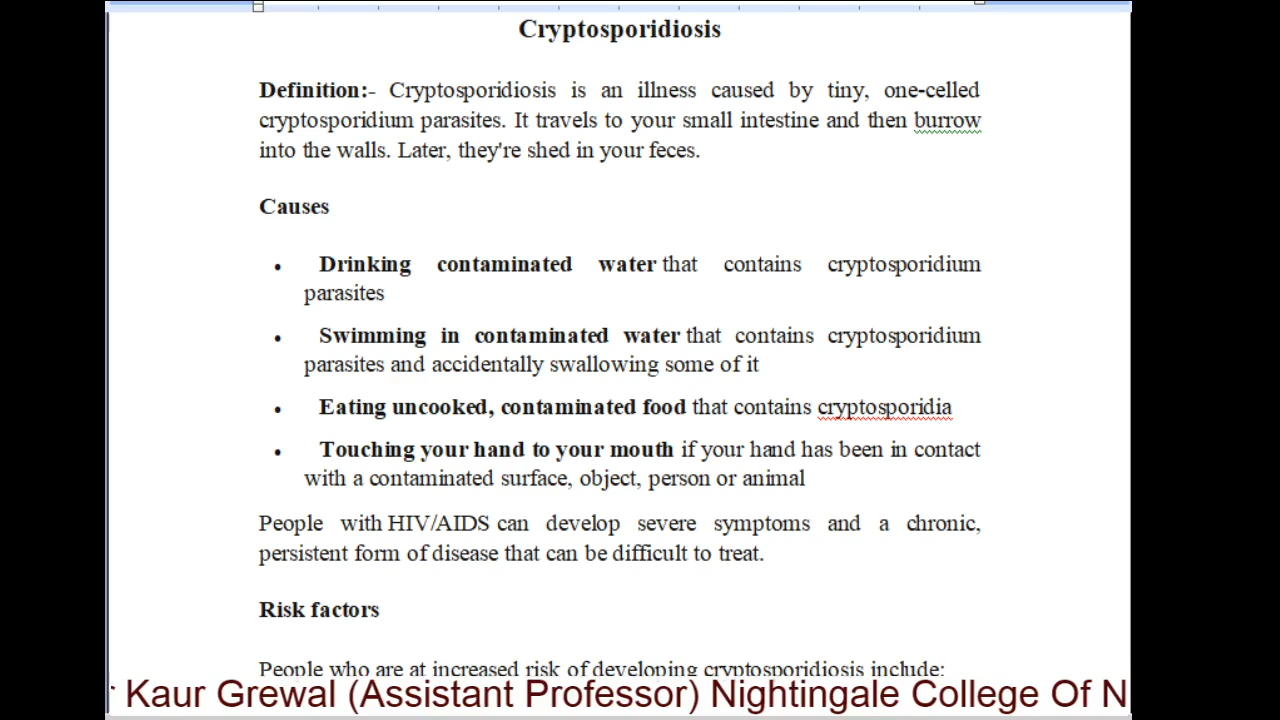 Cryptosporidiosis
Definition:- Cryptosporidiosis is an illness caused by tiny, one-celled
cryptosporidium parasites. It travels to your small intestine and then burrow
into the walls. Later, they're shed in your feces.
Causes
• Drinking contaminated water that contains cryptosporidium
parasites
• Swimming in contaminated water that contains cryptosporidium
parasites and accidentally swallowing some of it
• Eating uncooked, contaminated food that contains cryptosporidia
• Touching your hand to your mouth if your hand has been in contact
with a contaminated surface, object, person or animal
People with HIV/AIDS can develop severe symptoms and a chronic,
persistent form of disease that can be difficult to treat.
Risk factors
People who are at increased risk of developing cryptosporidiosis include:
Kaur Grewal (Assistant Professor) Nightingale College Of N